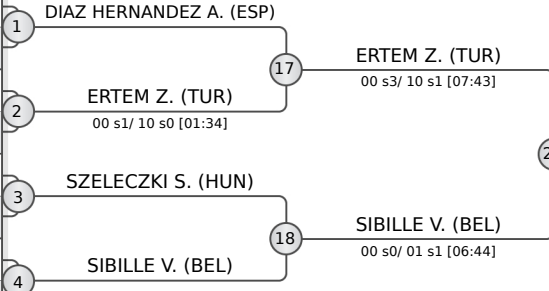 DIAZ HERNANDEZ A. (ESP)
1
17
ERTEM Z. (TUR)
00 s3/ 10 s1 [07:43]
ERTEM Z. (TUR)
2
00 s1/ 10 s0 [01:34]
SZELECZKI S. (HUN)
3
18
SIBILLE V. (BEL)
00 s0/ 01 s1 [06:44]
SIBILLE V. (BEL)
4